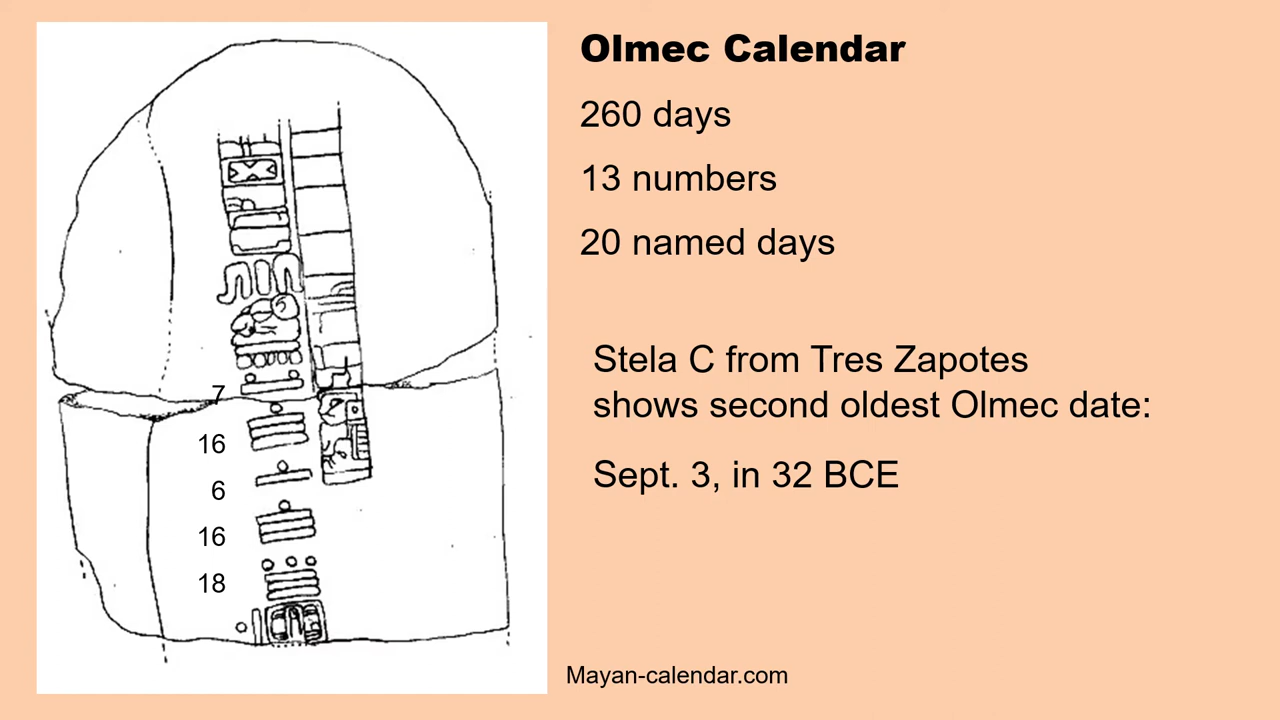 Olmec Calendar
260 days
13 numbers
20 named days
Stela C from Tres Zapotes
shows second oldest Olmec date:
Sept. 3, in 32 BCE
7
16
6
16
18
Mayan-calendar.com